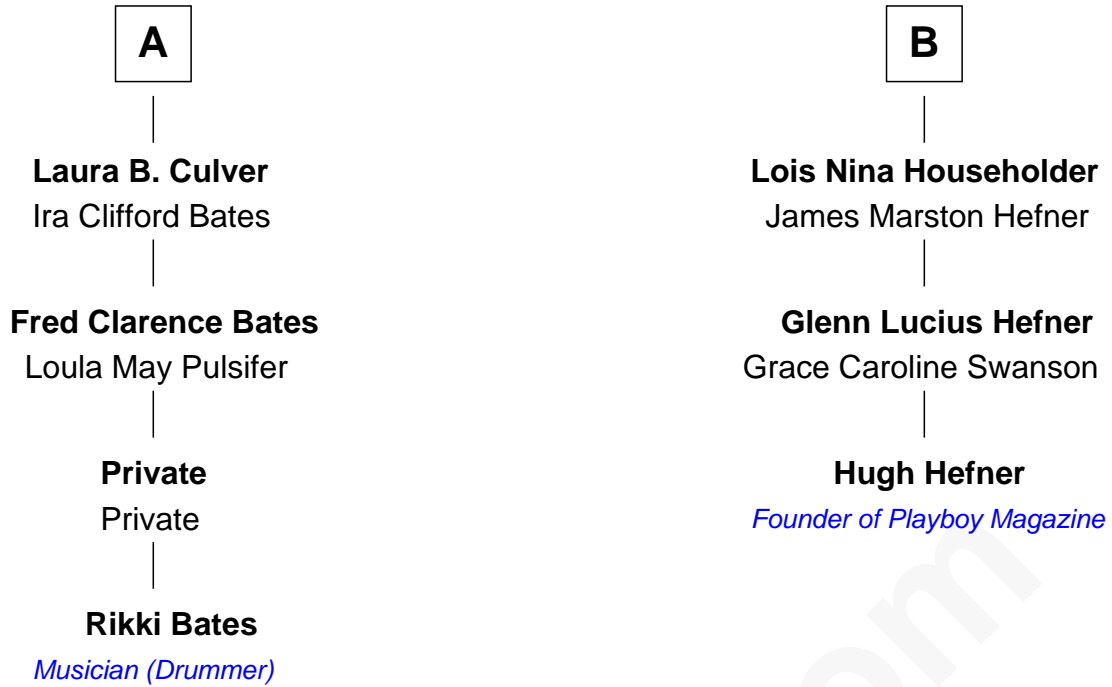 A
Laura B. Culver
Ira Clifford Bates
Fred Clarence Bates
Loula May Pulsifer
Private
Private
Rikki Bates
Musician (Drummer)
B
Lois Nina Householder
James Marston Hefner
Glenn Lucius Hefner
Grace Caroline Swanson
Hugh Hefner
Founder of Playboy Magazine
om